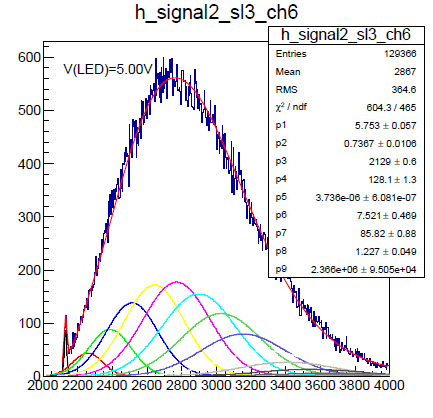 h_signal2_sl3_ch6
h_signal2_sl3_ch6
Entries 129366
Mean 2867
RMS 364.6
χ² / ndf 604.3 / 465
p1 5.753 ± 0.057
p2 0.7367 ± 0.0106
p3 2129 ± 0.6
p4 128.1 ± 1.3
p5 3.736e-06 ± 6.081e-07
p6 7.521 ± 0.469
p7 85.82 ± 0.88
p8 1.227 ± 0.049
p9 2.366e+06 ± 9.505e+04
V(LED)=5.00V
600
500
400
300
200
100
0
2000 2200 2400 2600 2800 3000 3200 3400 3600 3800 4000